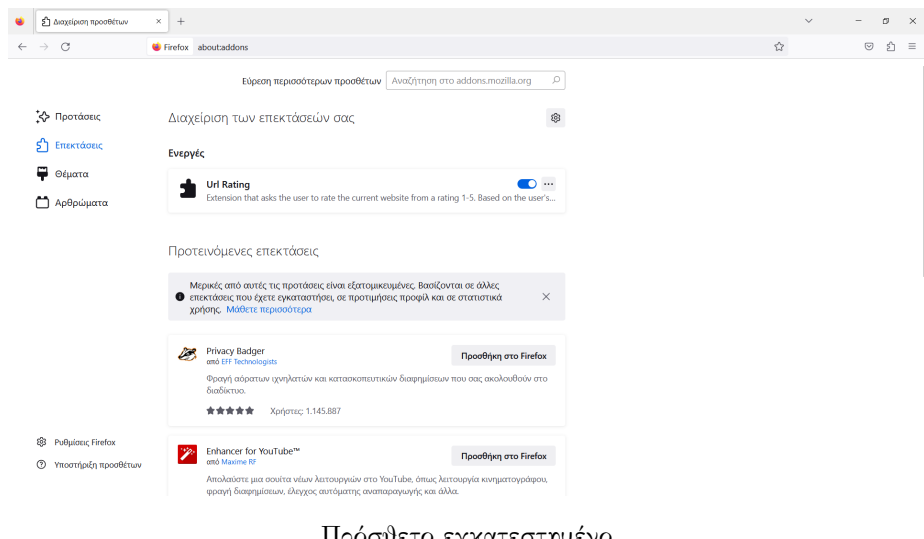 Διαχείριση προσθέτων
Firefox about:addons
Εύρεση περισσότερων προσθέτων Αναζήτηση στο addons.mozilla.org
Προτάσεις
Επεκτάσεις
Θέματα
Αρθρώματα
Ρυθμίσεις Firefox
Υποστήριξη προσθέτων
Διαχείριση των επεκτάσεών σας
Ενεργές
Url Rating
Extension that asks the user to rate the current website from a rating 1-5. Based on the user's...
Προτεινόμενες επεκτάσεις
Μερικές από αυτές τις προτάσεις είναι εξατομικευμένες. Βασίζονται σε άλλες
επεκτάσεις που έχετε εγκαταστήσει, σε προτιμήσεις προφίλ και σε στατιστικά
χρήσης. Μάθετε περισσότερα
Privacy Badger
από EFF Technologists
Προσθήκη στο Firefox
Φραγή αόρατων ιχνηλατών και κατασκοπευτικών διαφημίσεων που σας ακολουθούν στο
διαδίκτυο.
Χρήστες: 1.145.887
Enhancer for YouTube™
από Maxime RF
Προσθήκη στο Firefox
Απολαύστε μια σουίτα νέων λειτουργιών στο YouTube, όπως λειτουργία κινηματογράφου,
φραγή διαφημίσεων, έλεγχος αυτόματης αναπαραγωγής και άλλα.
Πρόσθετο εγκατεστημένο